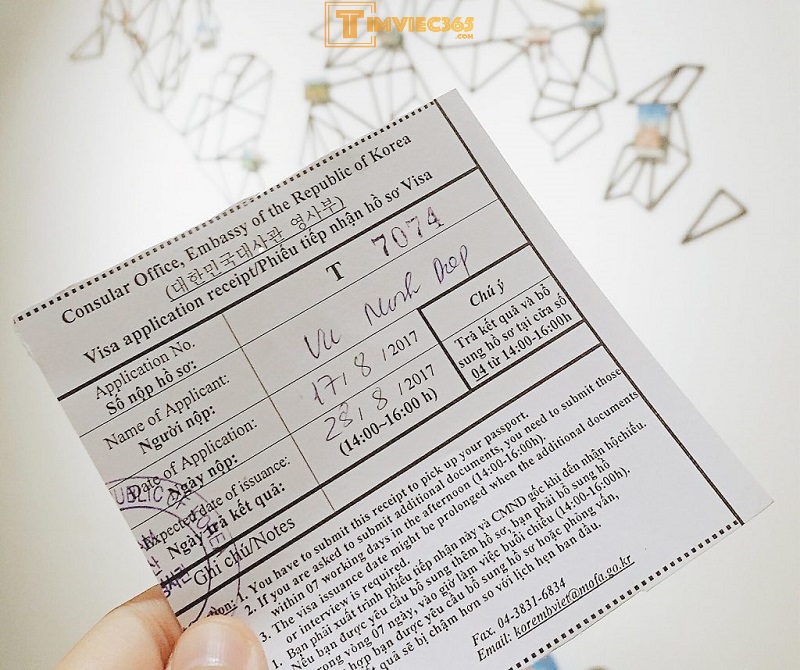 TIMVIEC365
.COM
Consular Office, Embassy of the Republic of Korea
(대한민국대사관 영사부)
Visa application receipt/Phiếu tiếp nhận hồ sơ Visa
Application No.
Số nộp hồ sơ:
T 7074
Name of Applicant:
Người nộp:
Vu Minh Diep
Date of Application:
Ngày nộp:
17/8/2017
Expected date of issuance:
Ngày trả kết quả:
28/8/2017
(14:00~16:00 h)
Chú ý
Trả kết quả và bổ
sung hồ sơ tại cửa số
04 từ 14:00-16:00h
Ghi chú/Notes
1. You have to submit this receipt to pick up your passport.
2. If you are asked to submit additional documents, you need to submit those
within 07 working days in the afternoon (14:00-16:00h).
3. The visa issuance date might be prolonged when the additional documents
or interview is required.
1. Bạn phải xuất trình phiếu tiếp nhận này và CMND gốc khi đến nhận hộ chiếu.
Nếu bạn được yêu cầu bổ sung thêm hồ sơ, bạn phải bổ sung hồ sơ
trong vòng 07 ngày, vào giờ làm việc buổi chiều (14:00-16:00h).
hợp bạn được yêu cầu bổ sung hồ sơ hoặc phỏng vấn,
quả sẽ bị chậm hơn so với lịch hẹn ban đầu.
Fax. 04-3831-6834
Email: korembviet@mofa.go.kr